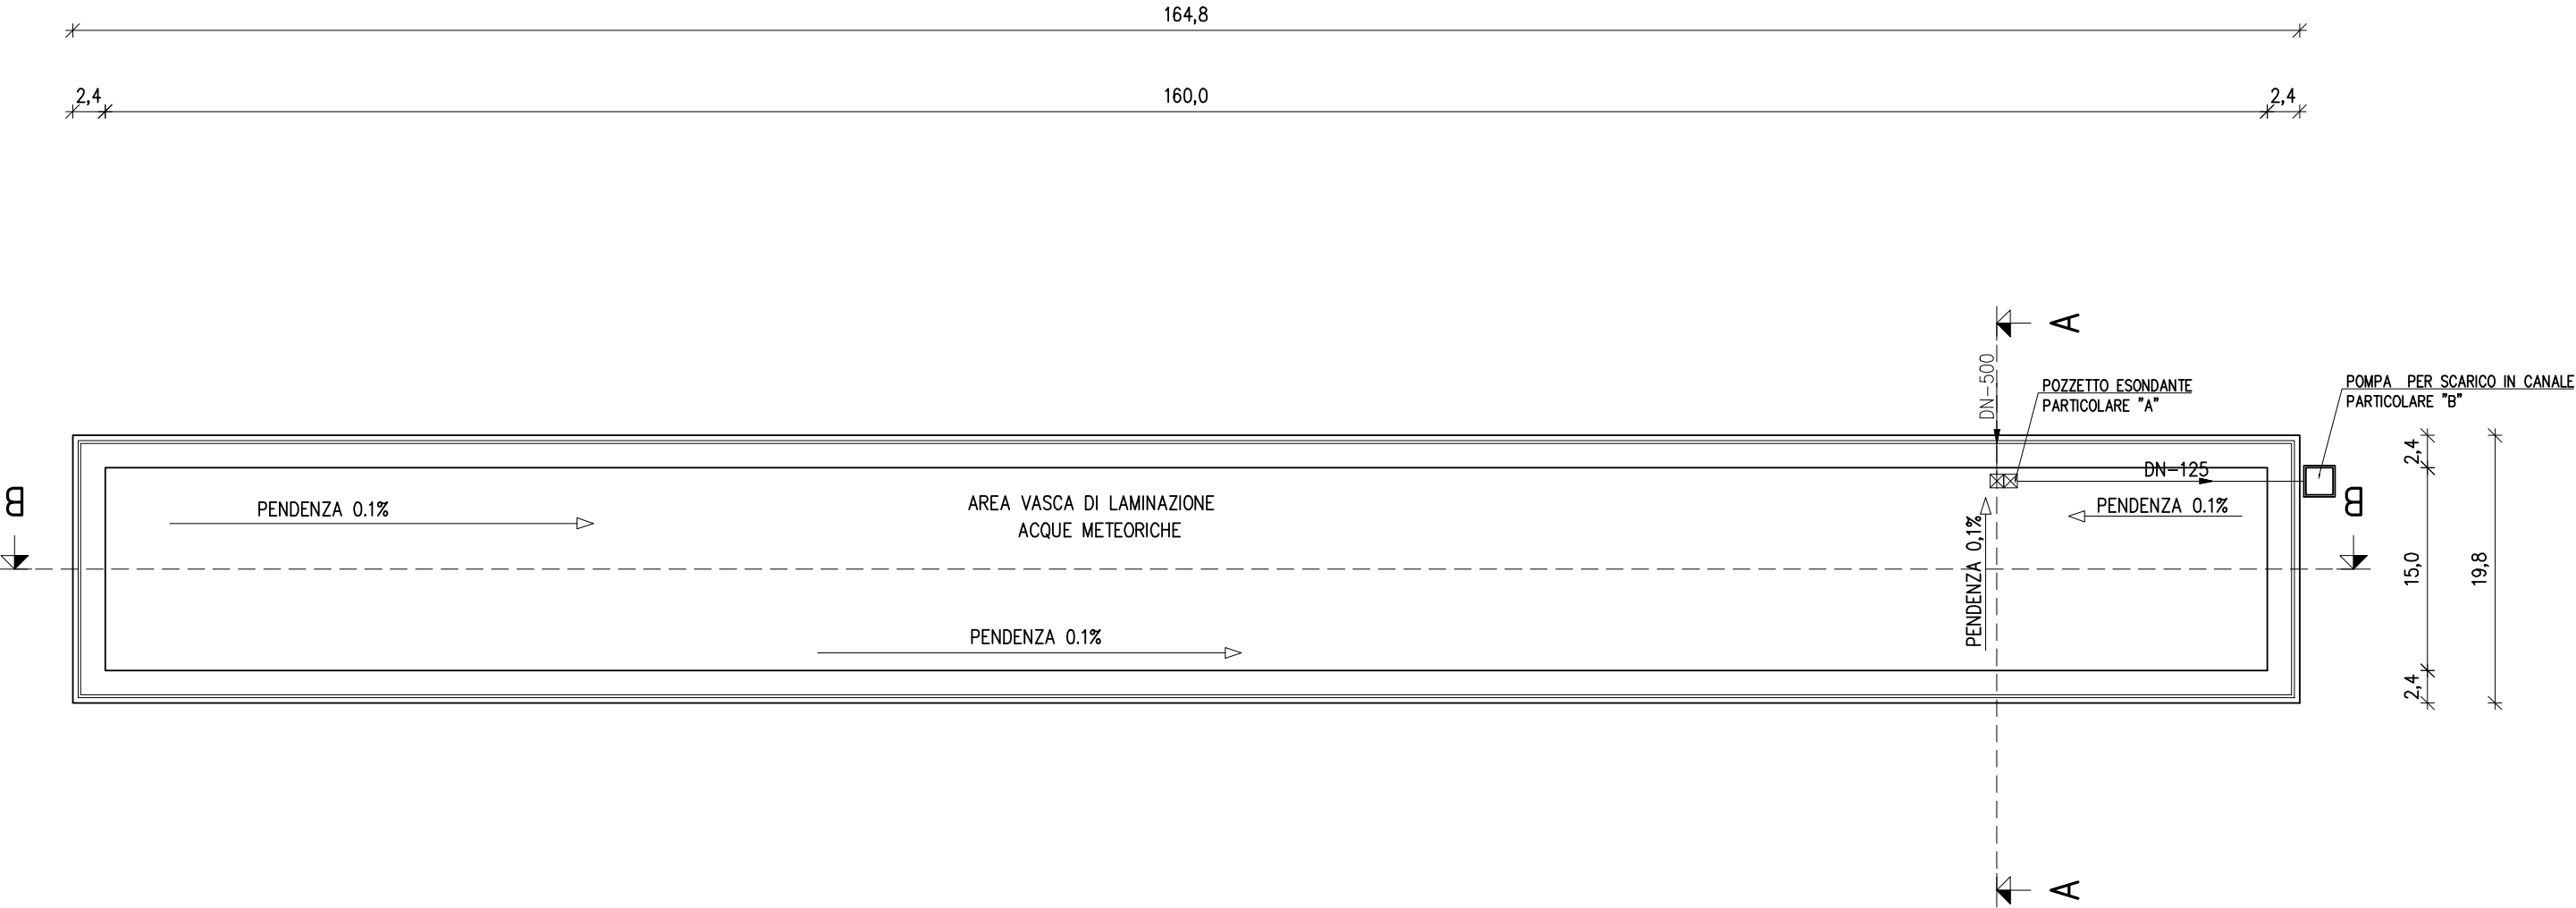 164,8
2,4
160,0
2,4
A
DN-500
POZZETTO ESONDANTE
PARTICOLARE "A"
POMPA PER SCARICO IN CANALE
PARTICOLARE "B"
2,4
DN-125
B
PENDENZA 0.1%
AREA VASCA DI LAMINAZIONE
ACQUE METEORICHE
PENDENZA 0.1%
B
PENDENZA 0,1%
15,0
19,8
PENDENZA 0.1%
2,4
A